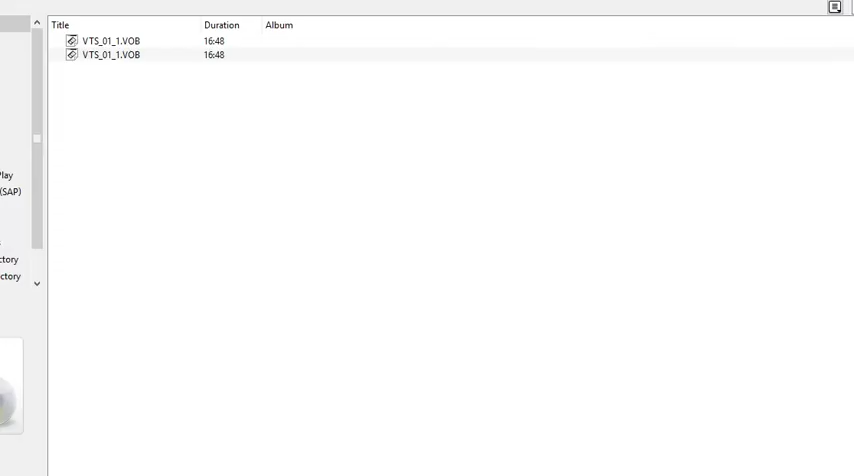 Title Duration Album
VTS_01_1.VOB 16:48
VTS_01_1.VOB 16:48
Play
(SAP)
ctory
ctory